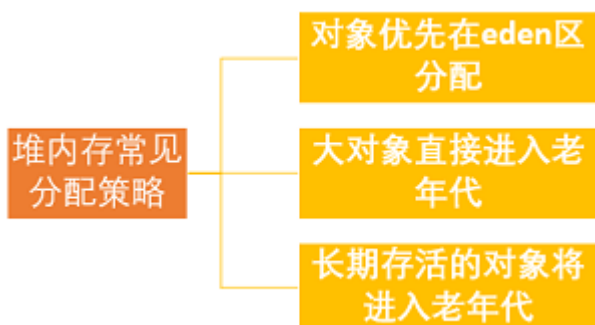 堆内存常见
分配策略
对象优先在eden区
分配
大对象直接进入老
年代
长期存活的对象将
进入老年代